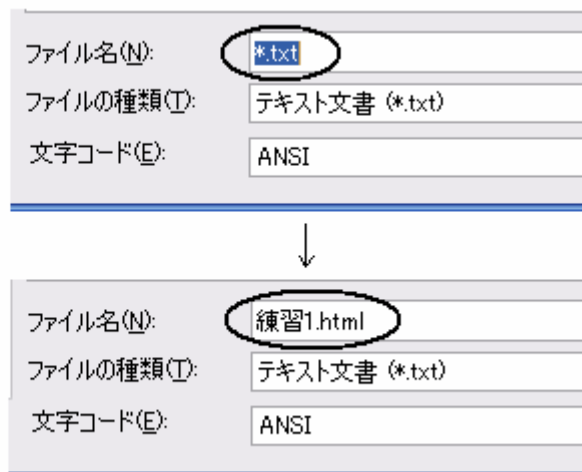 ファイル名(N): *.txt
ファイルの種類(T): テキスト文書 (*.txt)
文字コード(E): ANSI
↓
ファイル名(N): 練習1.html
ファイルの種類(T): テキスト文書 (*.txt)
文字コード(E): ANSI